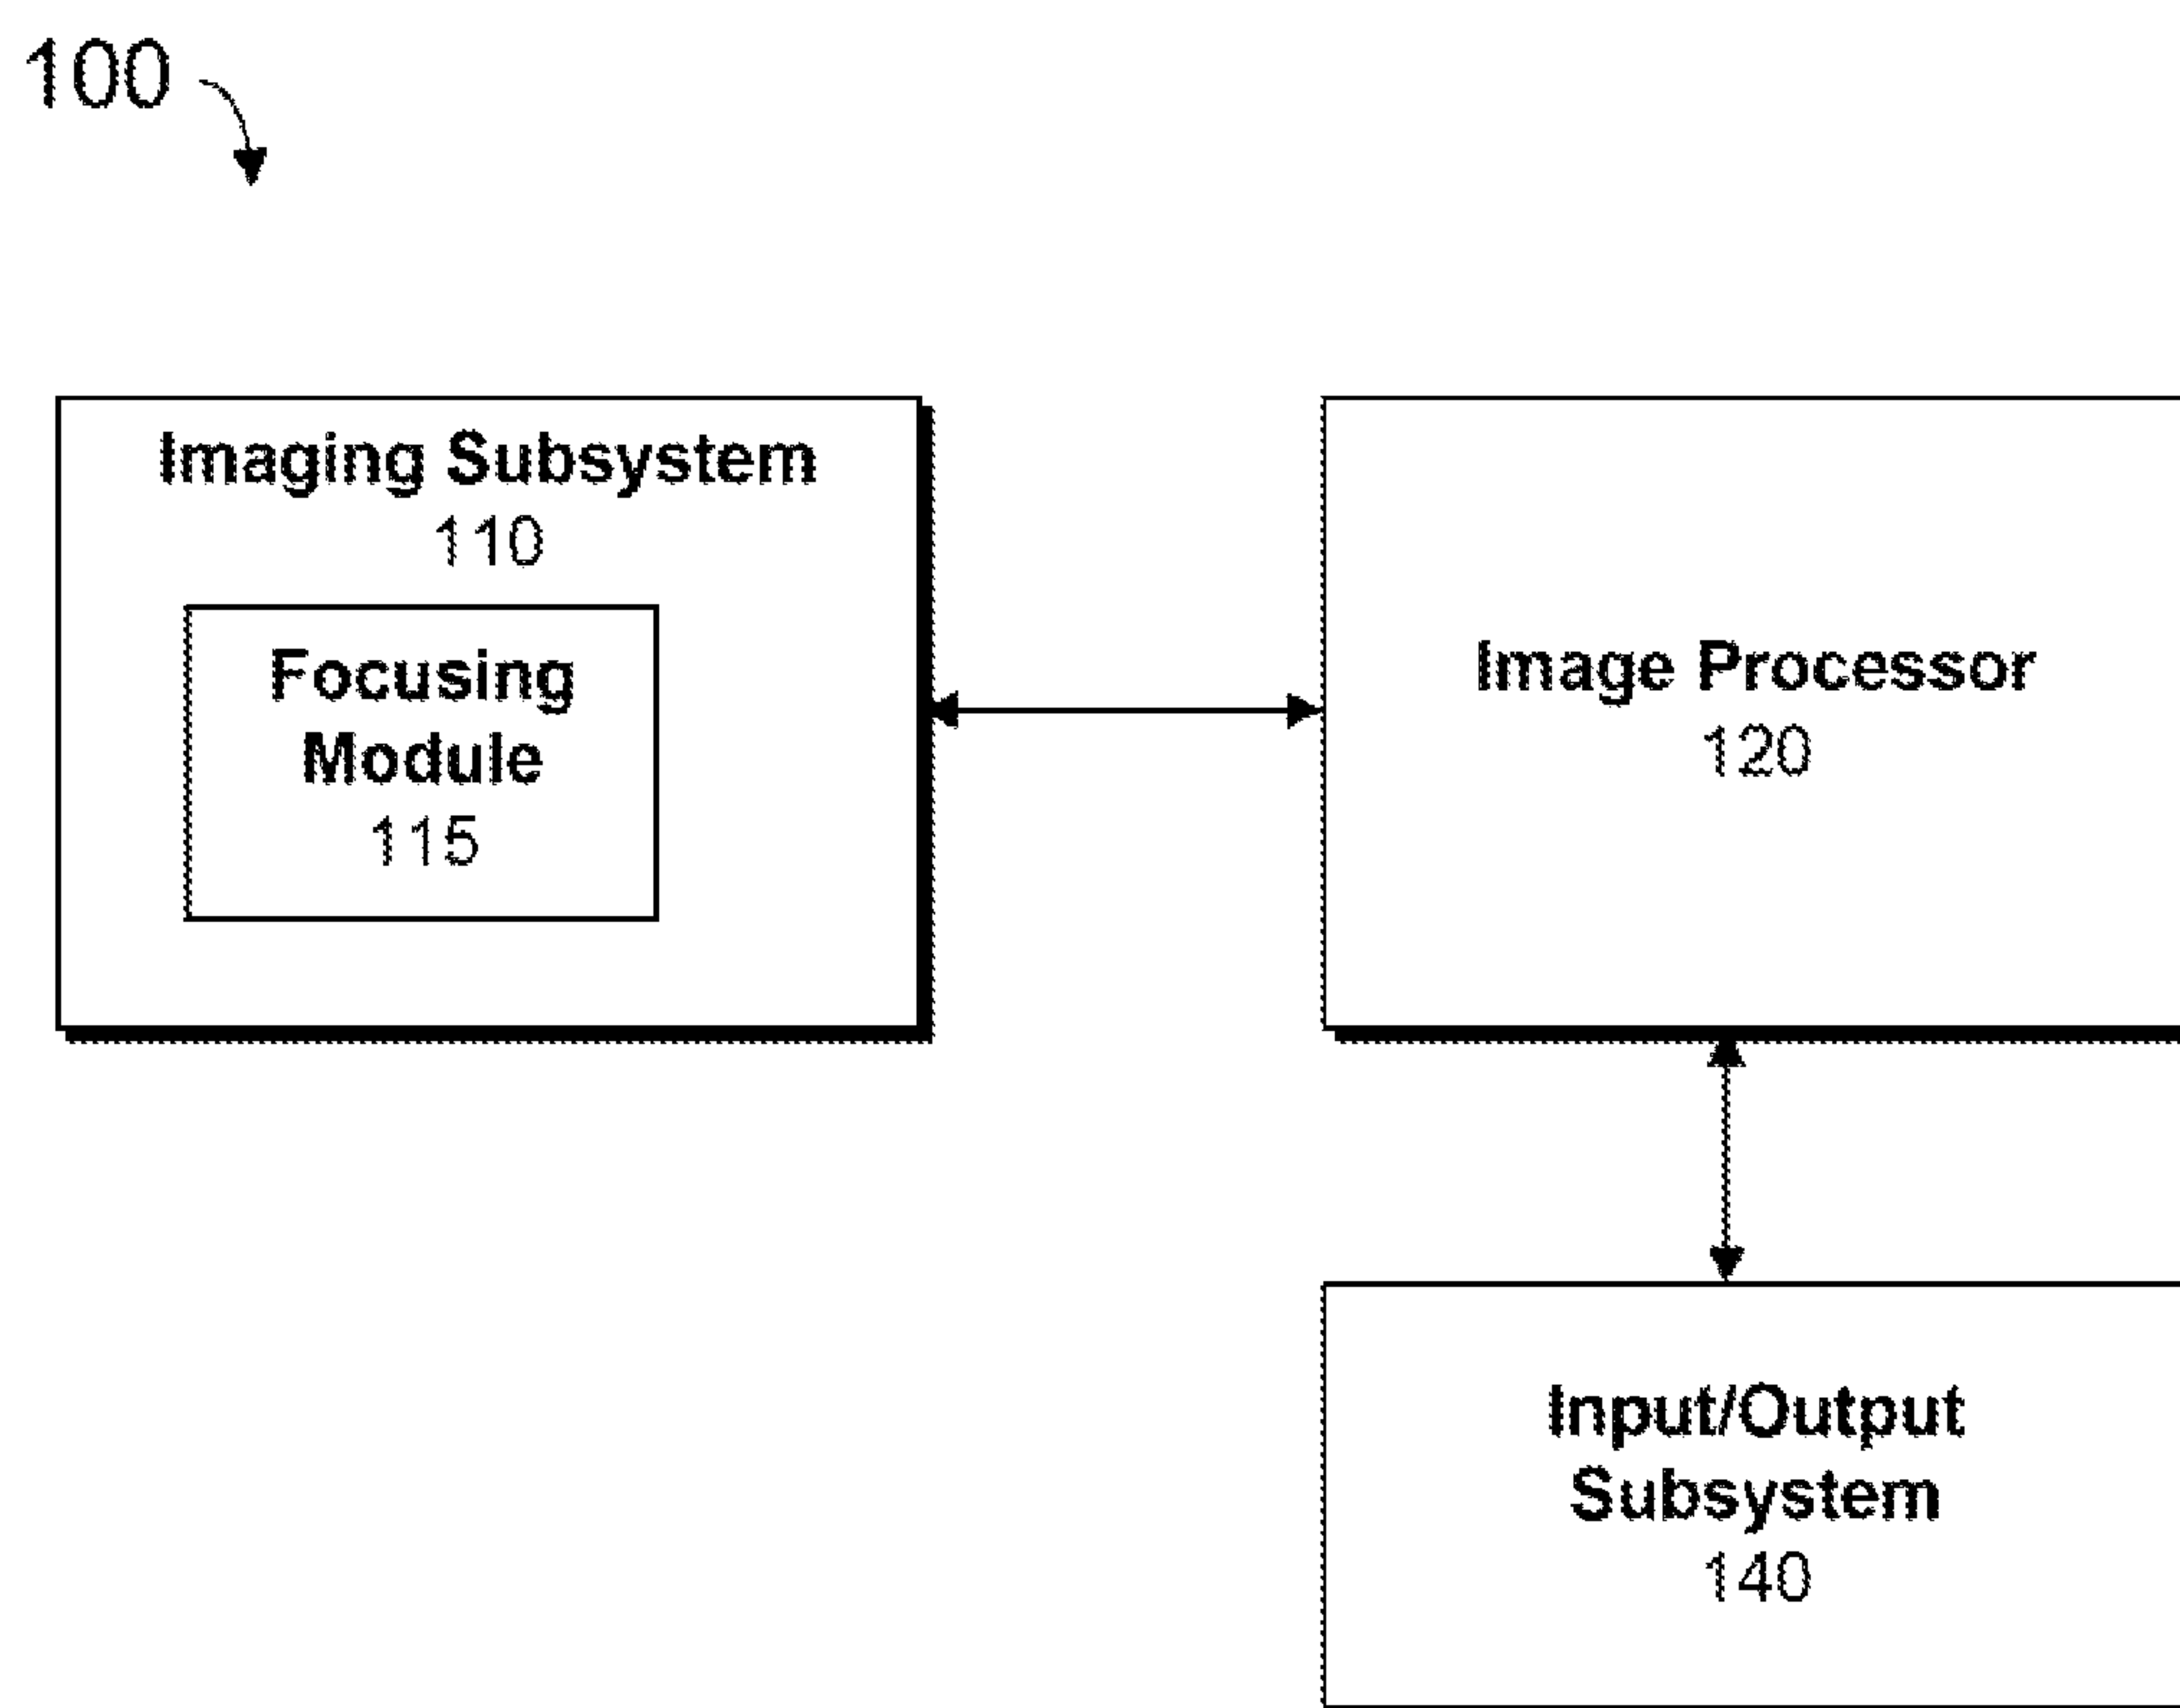 100
Imaging Subsystem
110
Focusing
Module
115
Image Processor
120
Input/Output
Subsystem
140